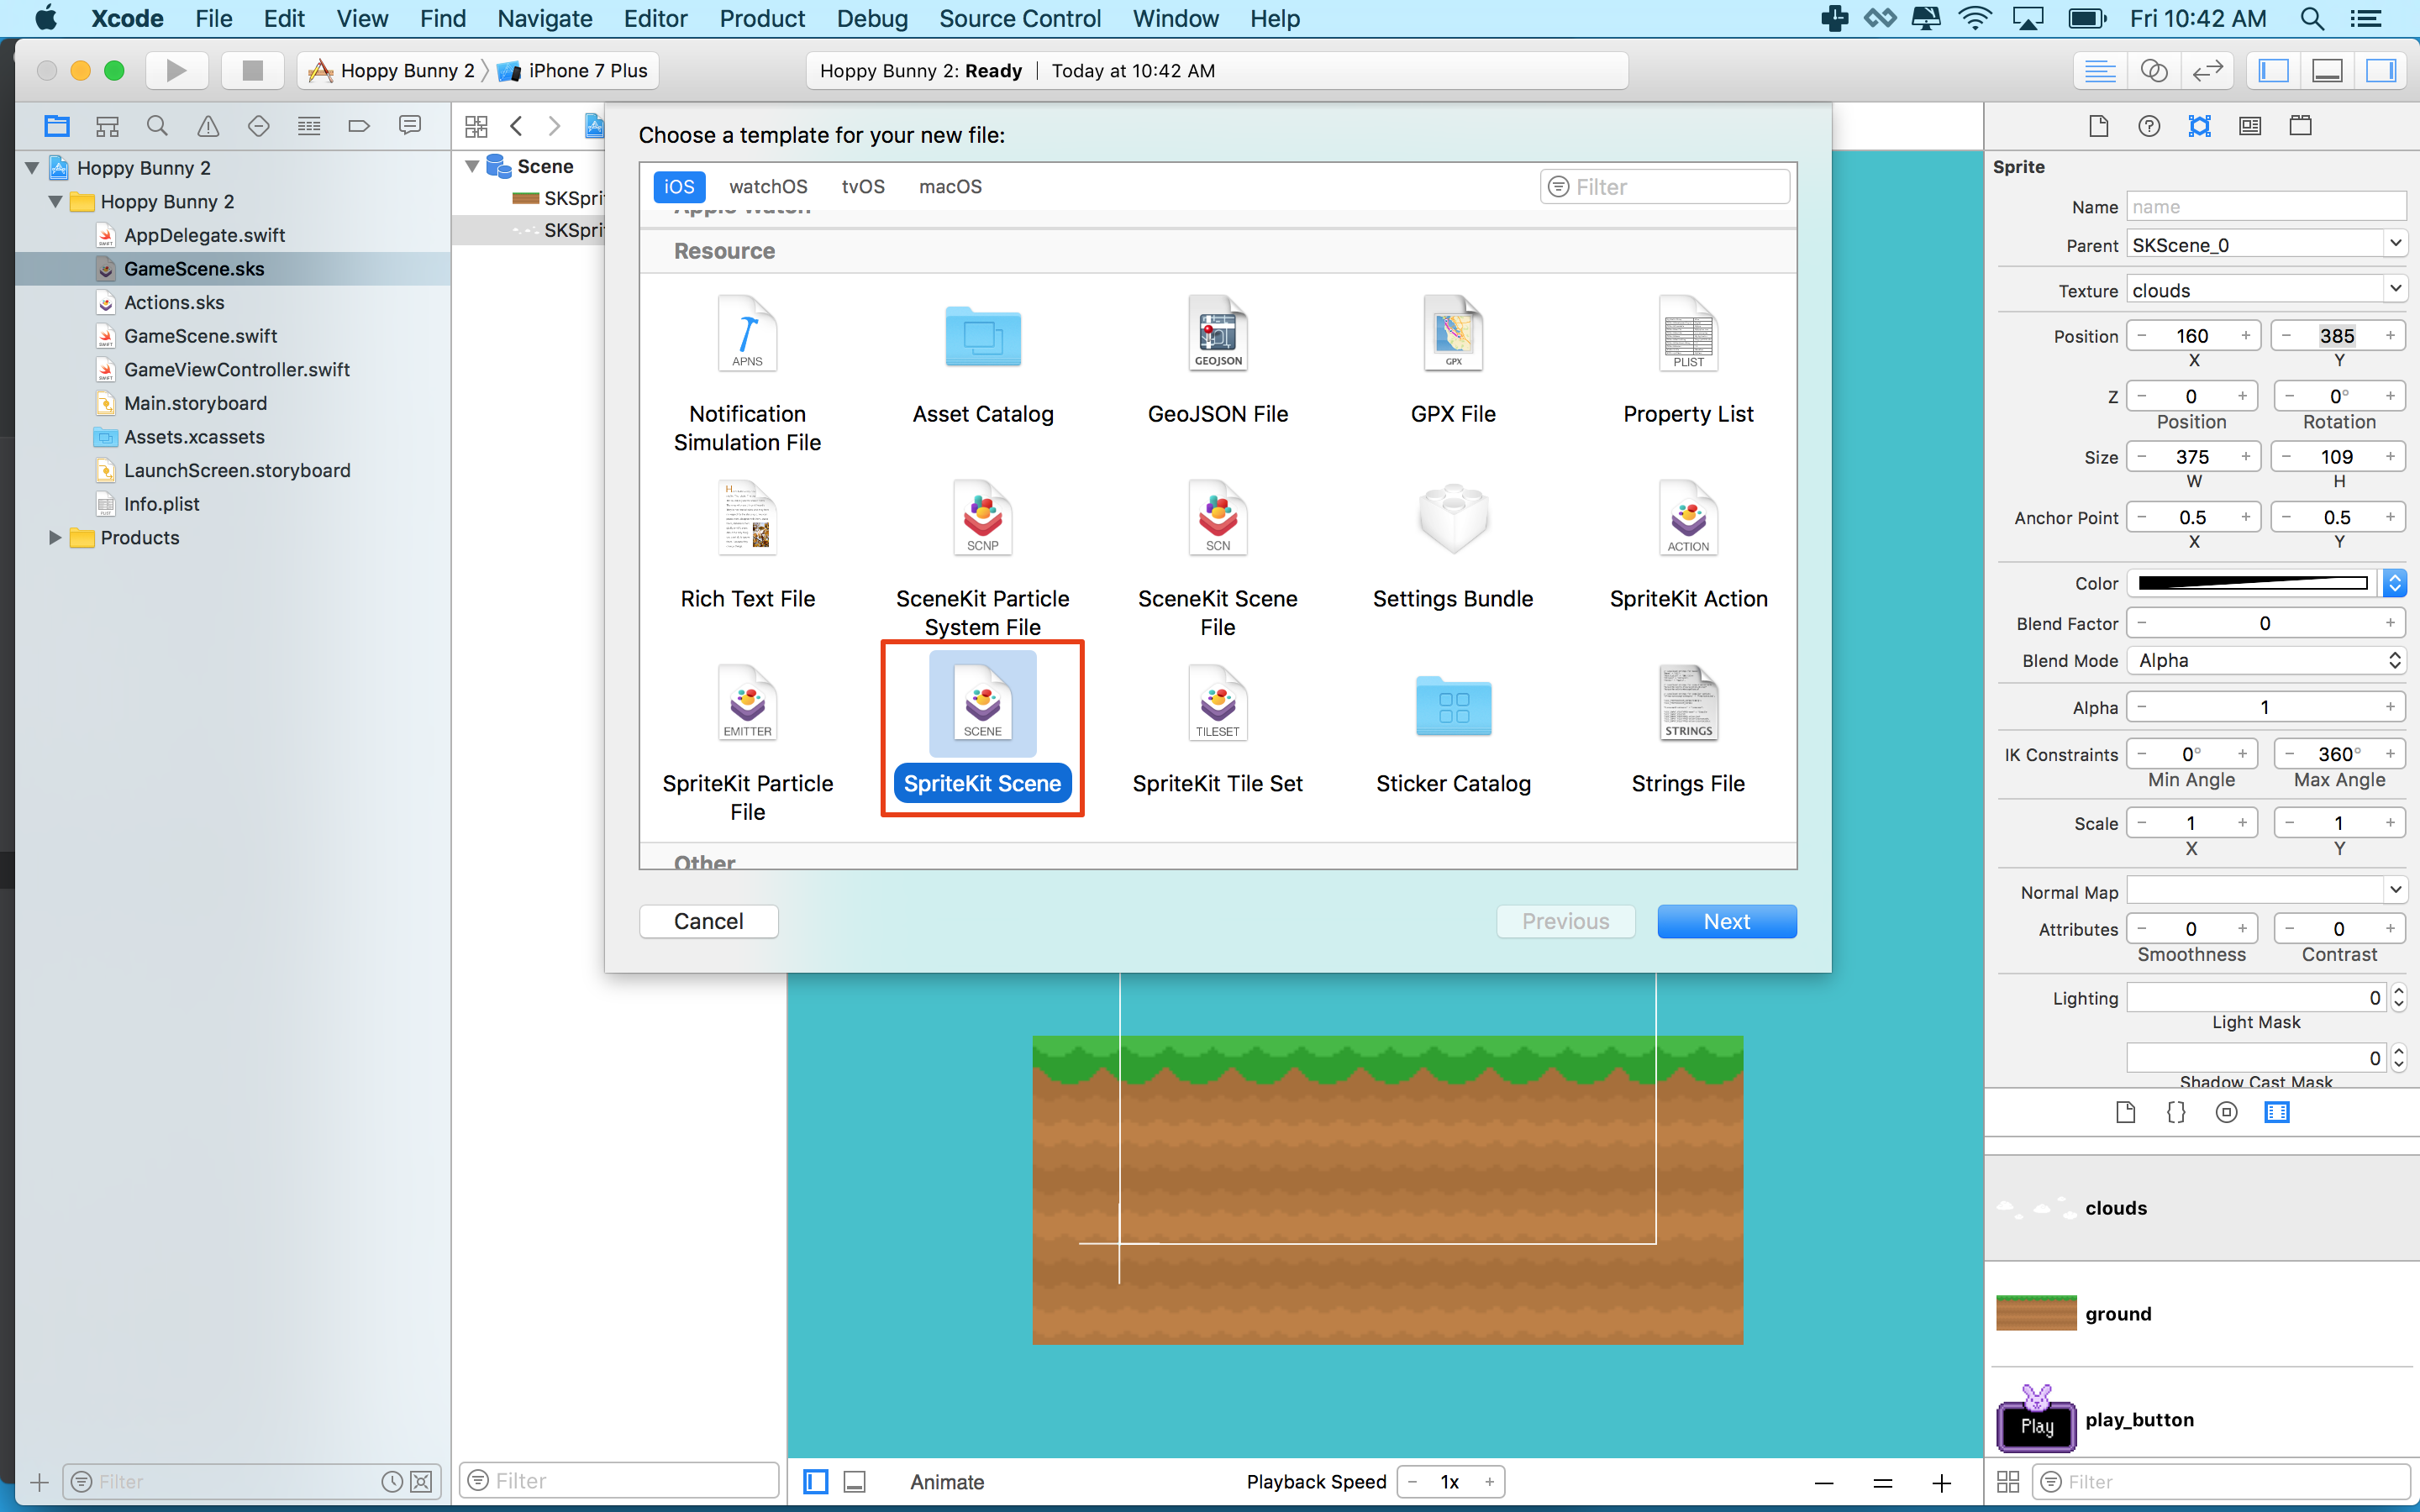 Xcode File Edit View Find Navigate Editor Product Debug Source Control Window Help Fri 10:42 AM
Hoppy Bunny 2 iPhone 7 Plus Hoppy Bunny 2: Ready | Today at 10:42 AM
Hoppy Bunny 2
Hoppy Bunny 2
AppDelegate.swift
GameScene.sks
Actions.sks
GameScene.swift
GameViewController.swift
Main.storyboard
Assets.xcassets
LaunchScreen.storyboard
Info.plist
Products
Filter
Scene
SKSpri
SKSpri
Filter
Choose a template for your new file:
iOS watchOS tvOS macOS Filter
Apple Watch
Resource
APNS GEOJSON GPX PLIST
Notification Simulation File
Asset Catalog
GeoJSON File
GPX File
Property List
SCNP SCN ACTION
Rich Text File
SceneKit Particle System File
SceneKit Scene File
Settings Bundle
SpriteKit Action
EMITTER SCENE TILESET STRINGS
SpriteKit Particle File
SpriteKit Scene
SpriteKit Tile Set
Sticker Catalog
Strings File
Other
Cancel Previous Next
Animate Playback Speed 1x
Sprite
Name name
Parent SKScene_0
Texture clouds
Position 160 385
X Y
Z 0 0°
Position Rotation
Size 375 109
W H
Anchor Point 0.5 0.5
X Y
Color
Blend Factor 0
Blend Mode Alpha
Alpha 1
IK Constraints 0° 360°
Min Angle Max Angle
Scale 1 1
X Y
Normal Map
Attributes 0 0
Smoothness Contrast
Lighting 0
Light Mask
0
Shadow Cast Mask
clouds
ground
Play play_button
Filter